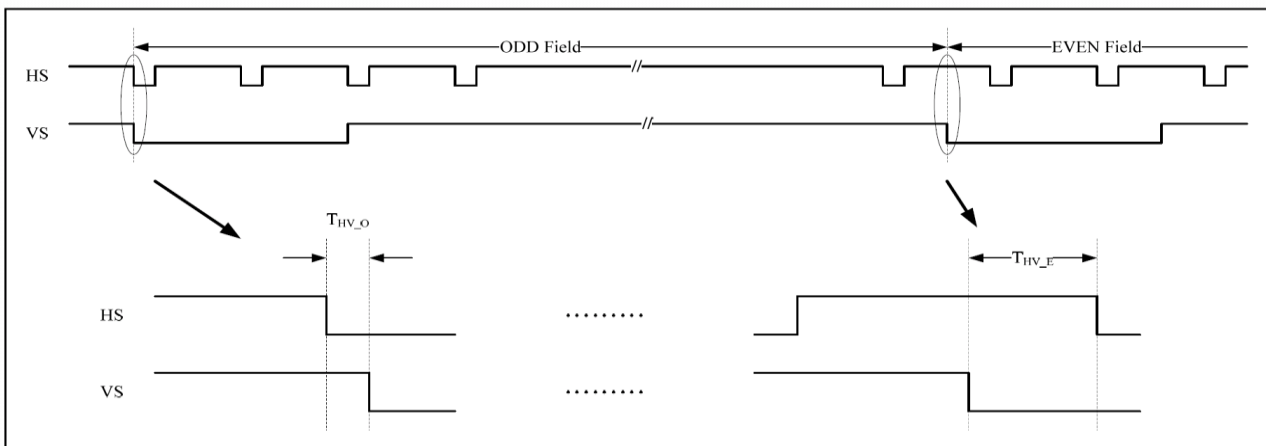 ODD Field
EVEN Field
HS
//
VS
//
T_HV_O
T_HV_E
HS
.........
VS
.........